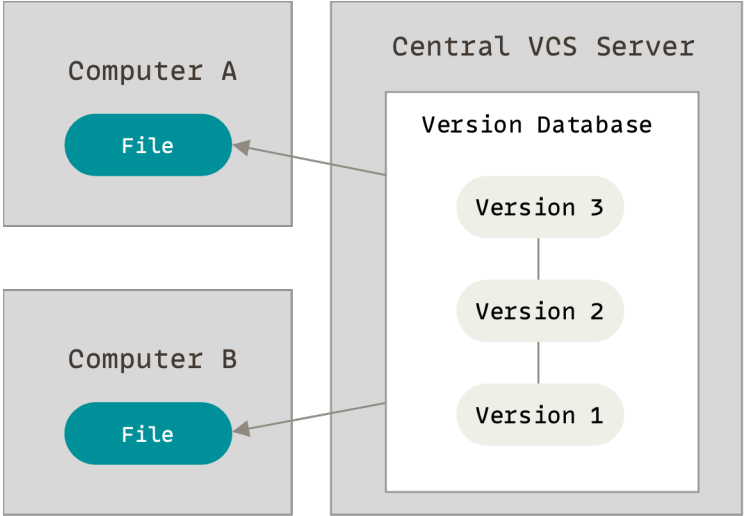 Computer A
File
Computer B
File
Central VCS Server
Version Database
Version 3
Version 2
Version 1